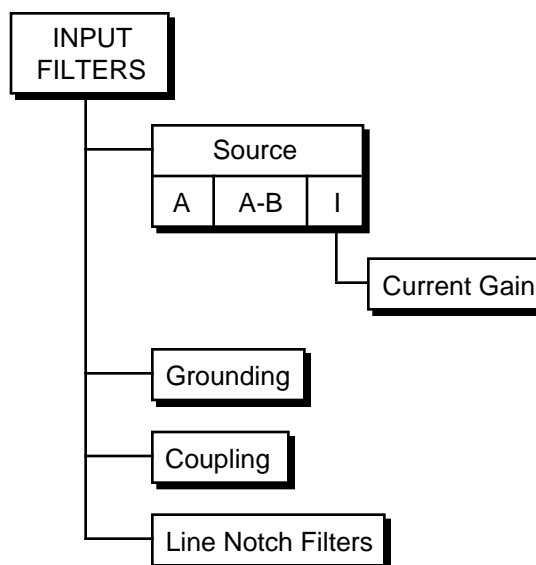 INPUT
FILTERS
Source
A A-B I
Current Gain
Grounding
Coupling
Line Notch Filters